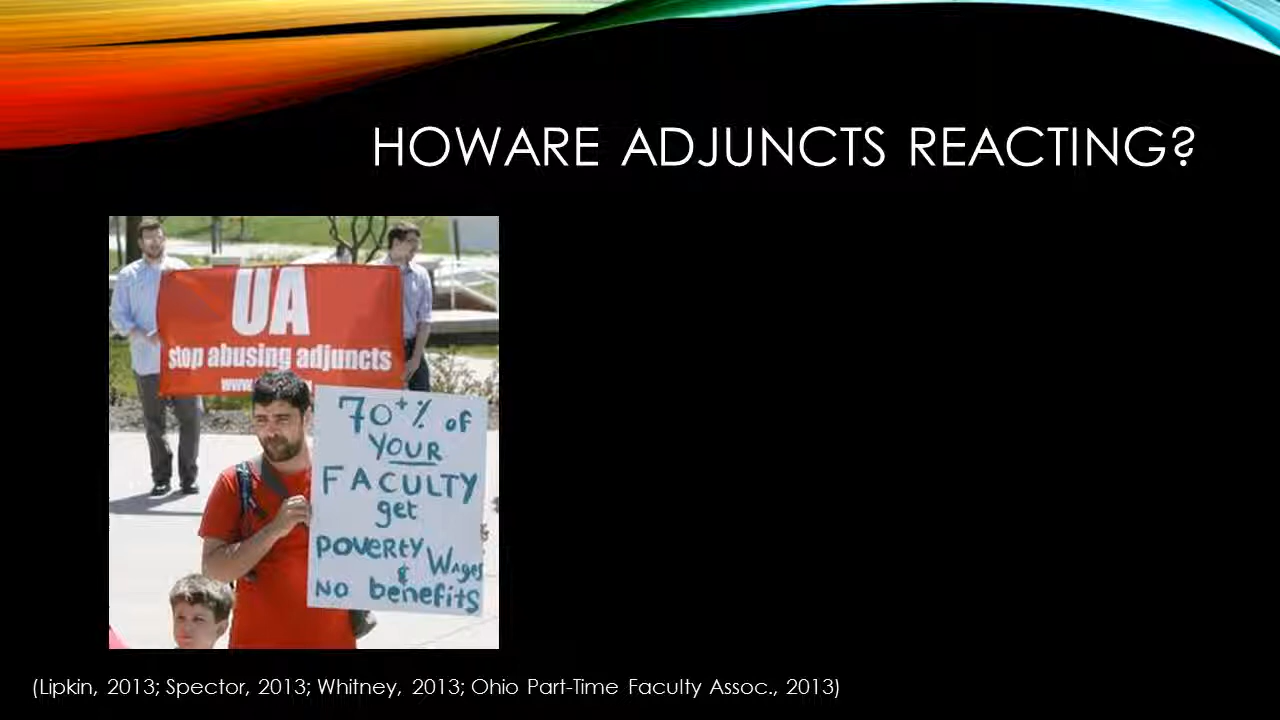 HOWARE ADJUNCTS REACTING?
UA
stop abusing adjuncts
www.
70+% of
YOUR
FACULTY
get
POVERTY Wages
&
NO benefits
(Lipkin, 2013; Spector, 2013; Whitney, 2013; Ohio Part-Time Faculty Assoc., 2013)